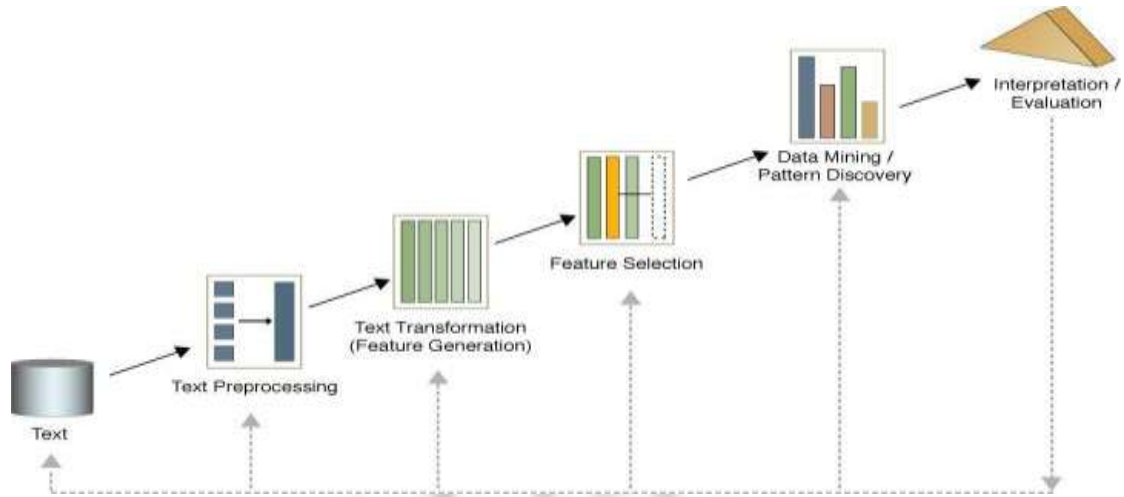 Text
Text Preprocessing
Text Transformation
(Feature Generation)
Feature Selection
Data Mining /
Pattern Discovery
Interpretation /
Evaluation